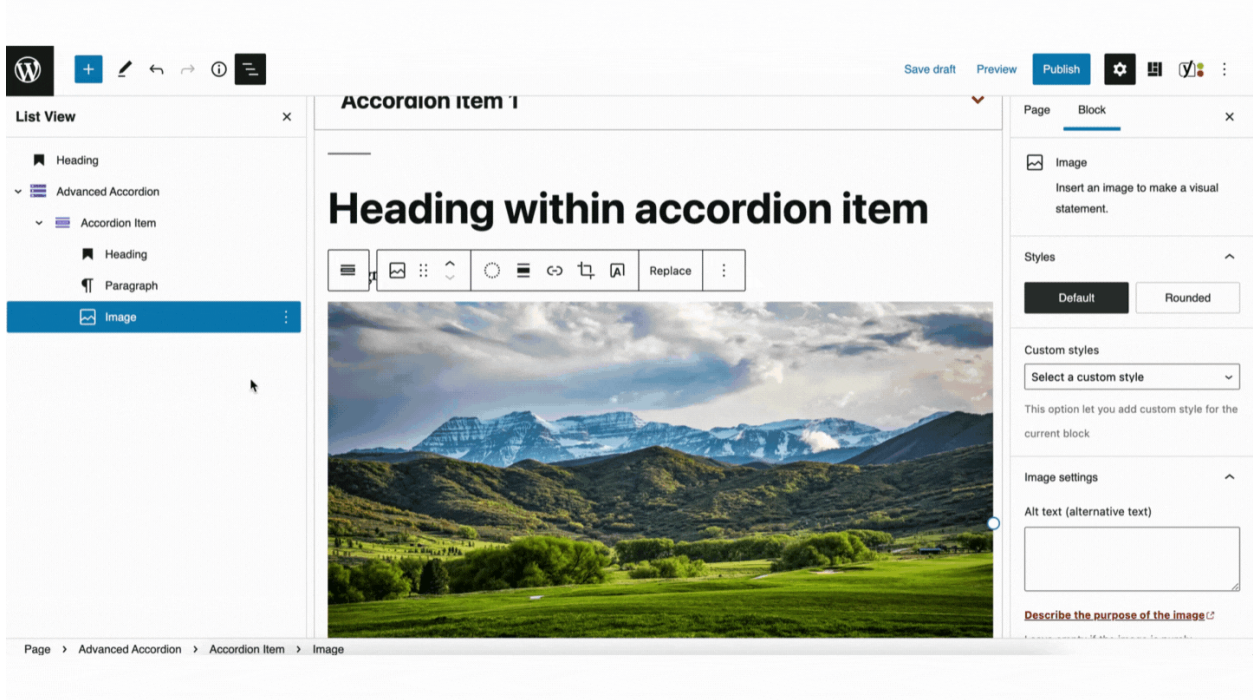 Save draft
Preview
Publish
List View
Heading
Advanced Accordion
Accordion Item
Heading
Paragraph
Image
Accordion Item 1
Heading within accordion item
Replace
Page
Block
Image
Insert an image to make a visual
statement.
Styles
Default
Rounded
Custom styles
Select a custom style
This option let you add custom style for the
current block
Image settings
Alt text (alternative text)
Describe the purpose of the image
Page > Advanced Accordion > Accordion Item > Image